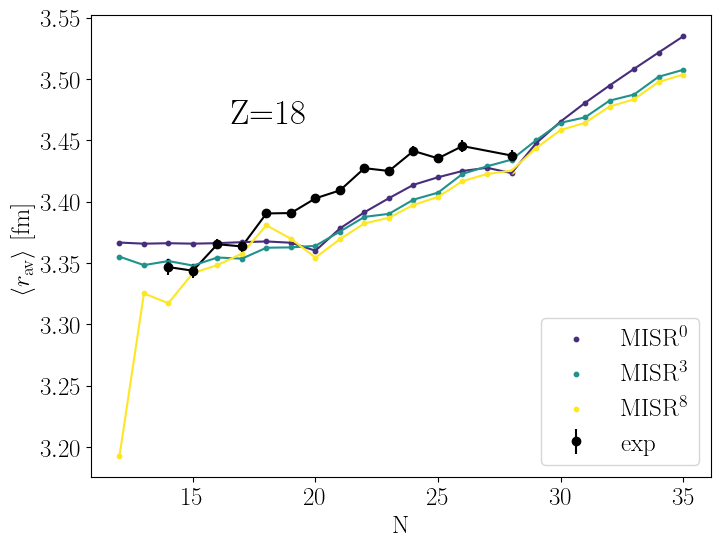 3.55
3.50
3.45
3.40
3.35
3.30
3.25
3.20
⟨r_av⟩ [fm]
Z=18
MISR⁰
MISR³
MISR⁸
exp
15 20 25 30 35
N